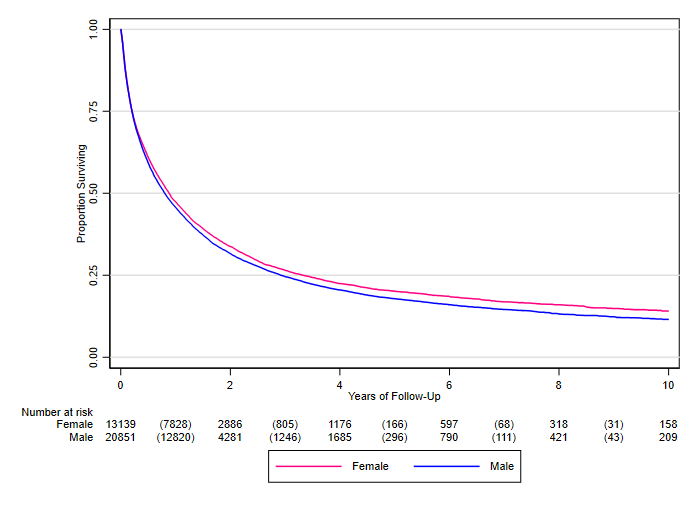 1.00
0.75
0.50
0.25
0.00
Proportion Surviving
0 2 4 6 8 10
Years of Follow-Up
Number at risk
Female 13139 (7828) 2886 (805) 1176 (166) 597 (68) 318 (31) 158
Male 20851 (12820) 4281 (1246) 1685 (296) 790 (111) 421 (43) 209
Female Male